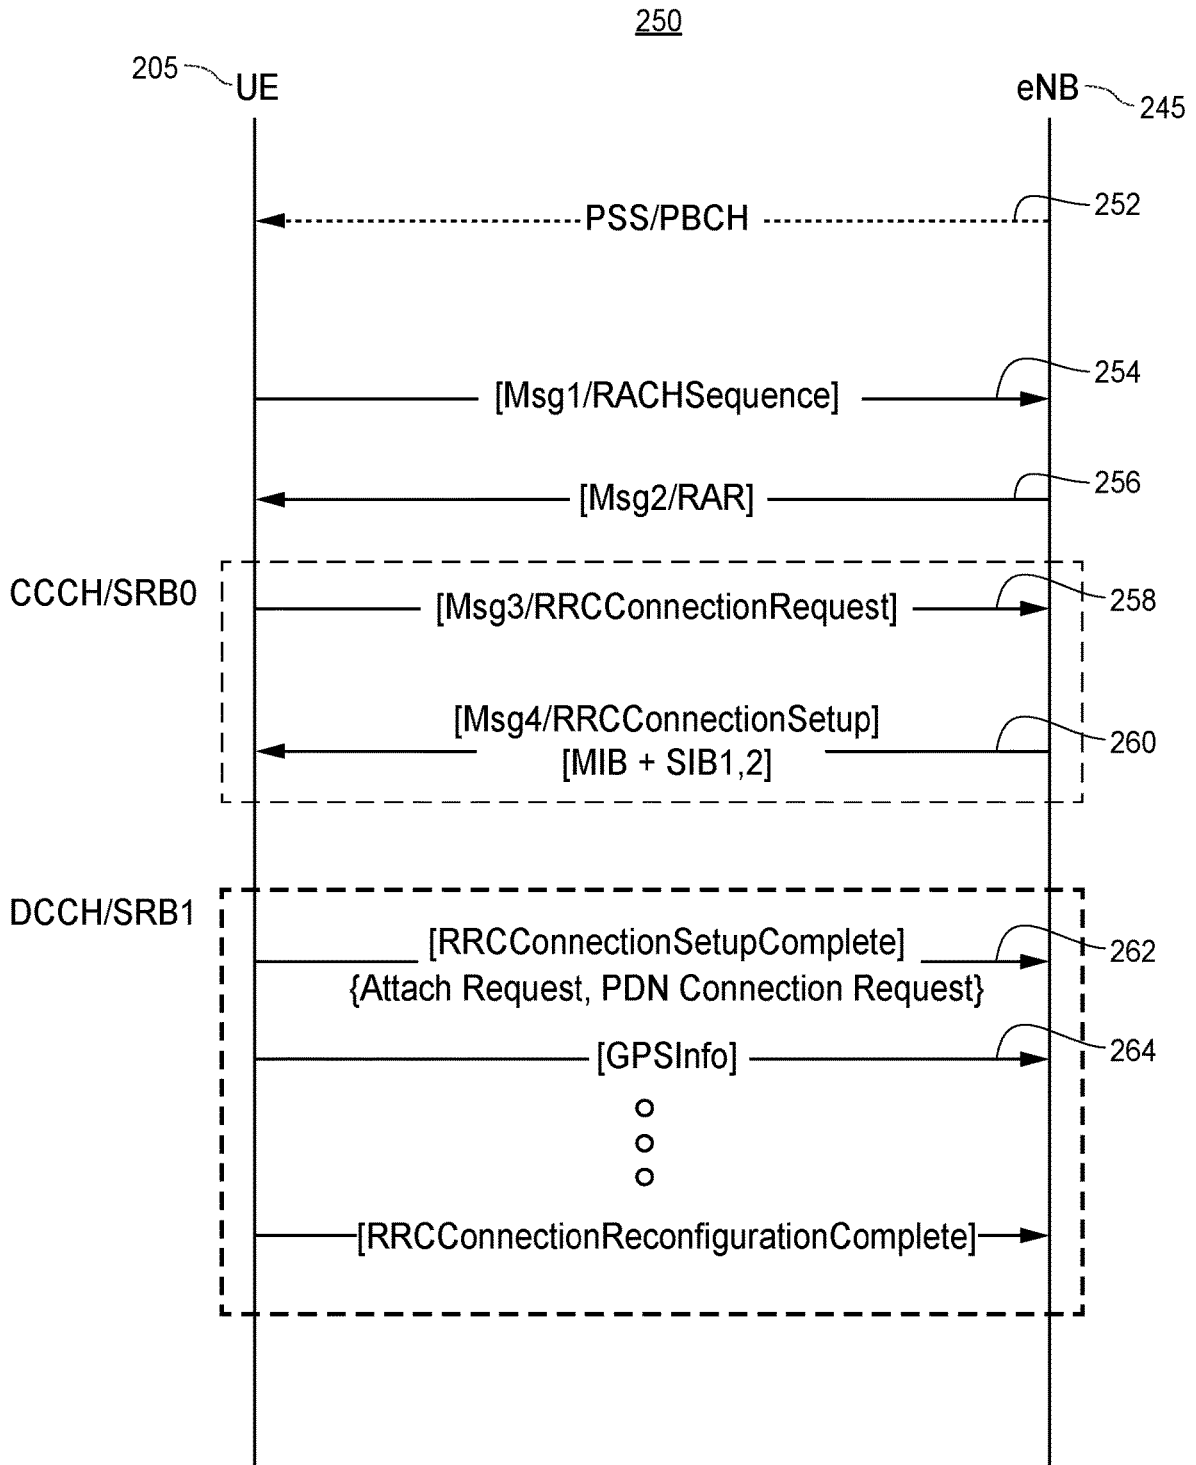 250
205 UE
eNB 245
PSS/PBCH 252
[Msg1/RACHSequence] 254
[Msg2/RAR] 256
CCCH/SRB0
[Msg3/RRCConnectionRequest] 258
[Msg4/RRCConnectionSetup]
[MIB + SIB1,2] 260
DCCH/SRB1
[RRCConnectionSetupComplete] 262
{Attach Request, PDN Connection Request}
[GPSInfo] 264
[RRCConnectionReconfigurationComplete]